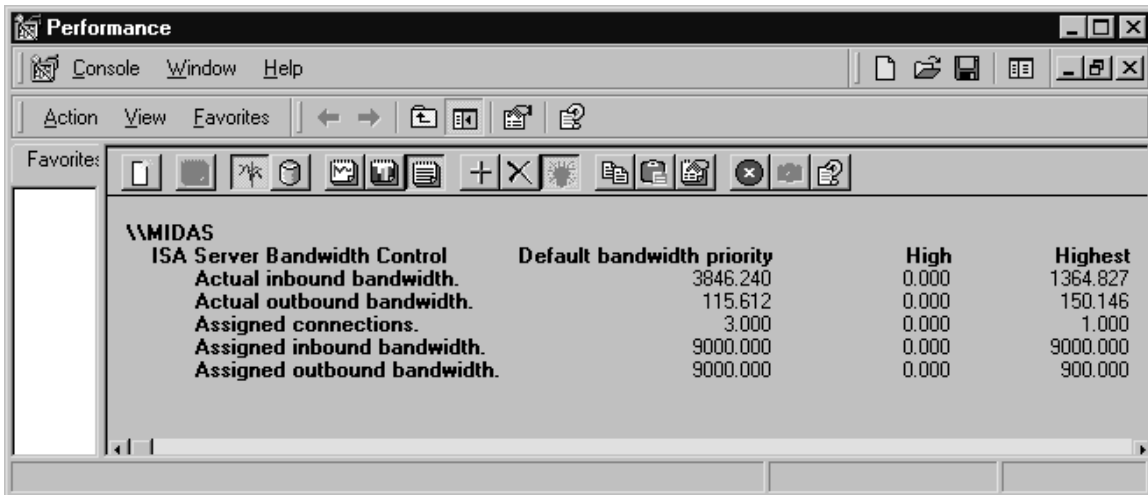 Performance
Console Window Help
Action View Favorites
Favorites
\\MIDAS
ISA Server Bandwidth Control Default bandwidth priority High Highest
Actual inbound bandwidth. 3846.240 0.000 1364.827
Actual outbound bandwidth. 115.612 0.000 150.146
Assigned connections. 3.000 0.000 1.000
Assigned inbound bandwidth. 9000.000 0.000 9000.000
Assigned outbound bandwidth. 9000.000 0.000 900.000